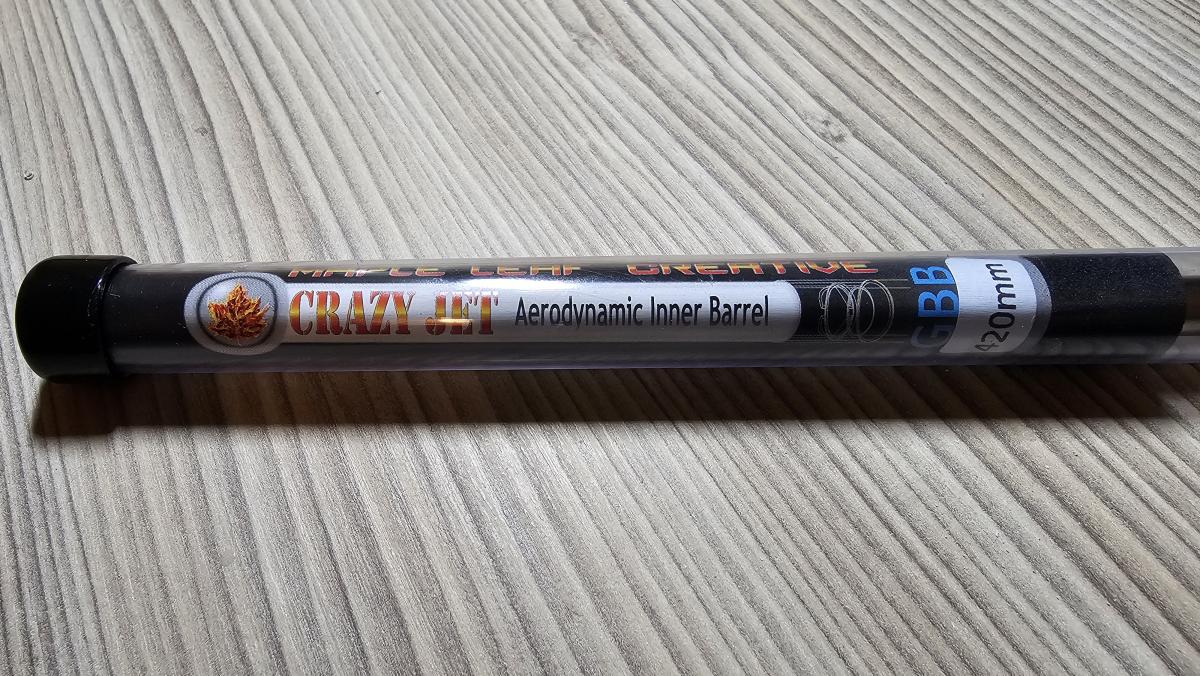 MAPLE LEAF CREATIVE
CRAZY JET Aerodynamic Inner Barrel
GBB
420mm